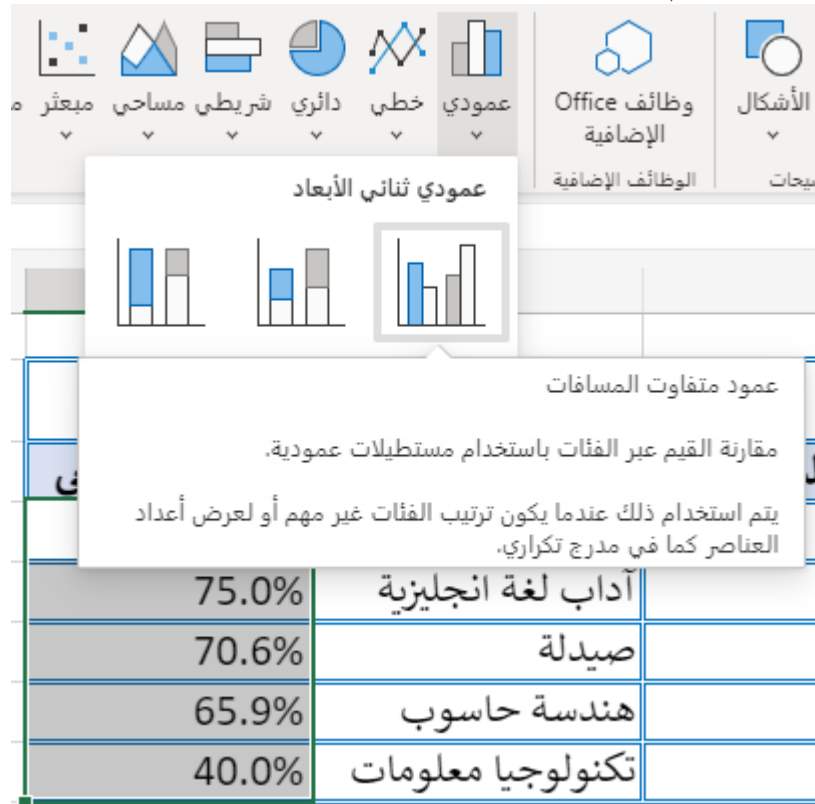 الأشكال
وظائف Office الإضافية
عمودي
خطي
دائري
شريطي
مساحي
مبعثر
الوظائف الإضافية
عمودي ثنائي الأبعاد
عمود متفاوت المسافات
مقارنة القيم عبر الفئات باستخدام مستطيلات عمودية.
يتم استخدام ذلك عندما يكون ترتيب الفئات غير مهم أو لعرض أعداد
العناصر كما في مدرج تكراري.
آداب لغة انجليزية 75.0%
صيدلة 70.6%
هندسة حاسوب 65.9%
تكنولوجيا معلومات 40.0%